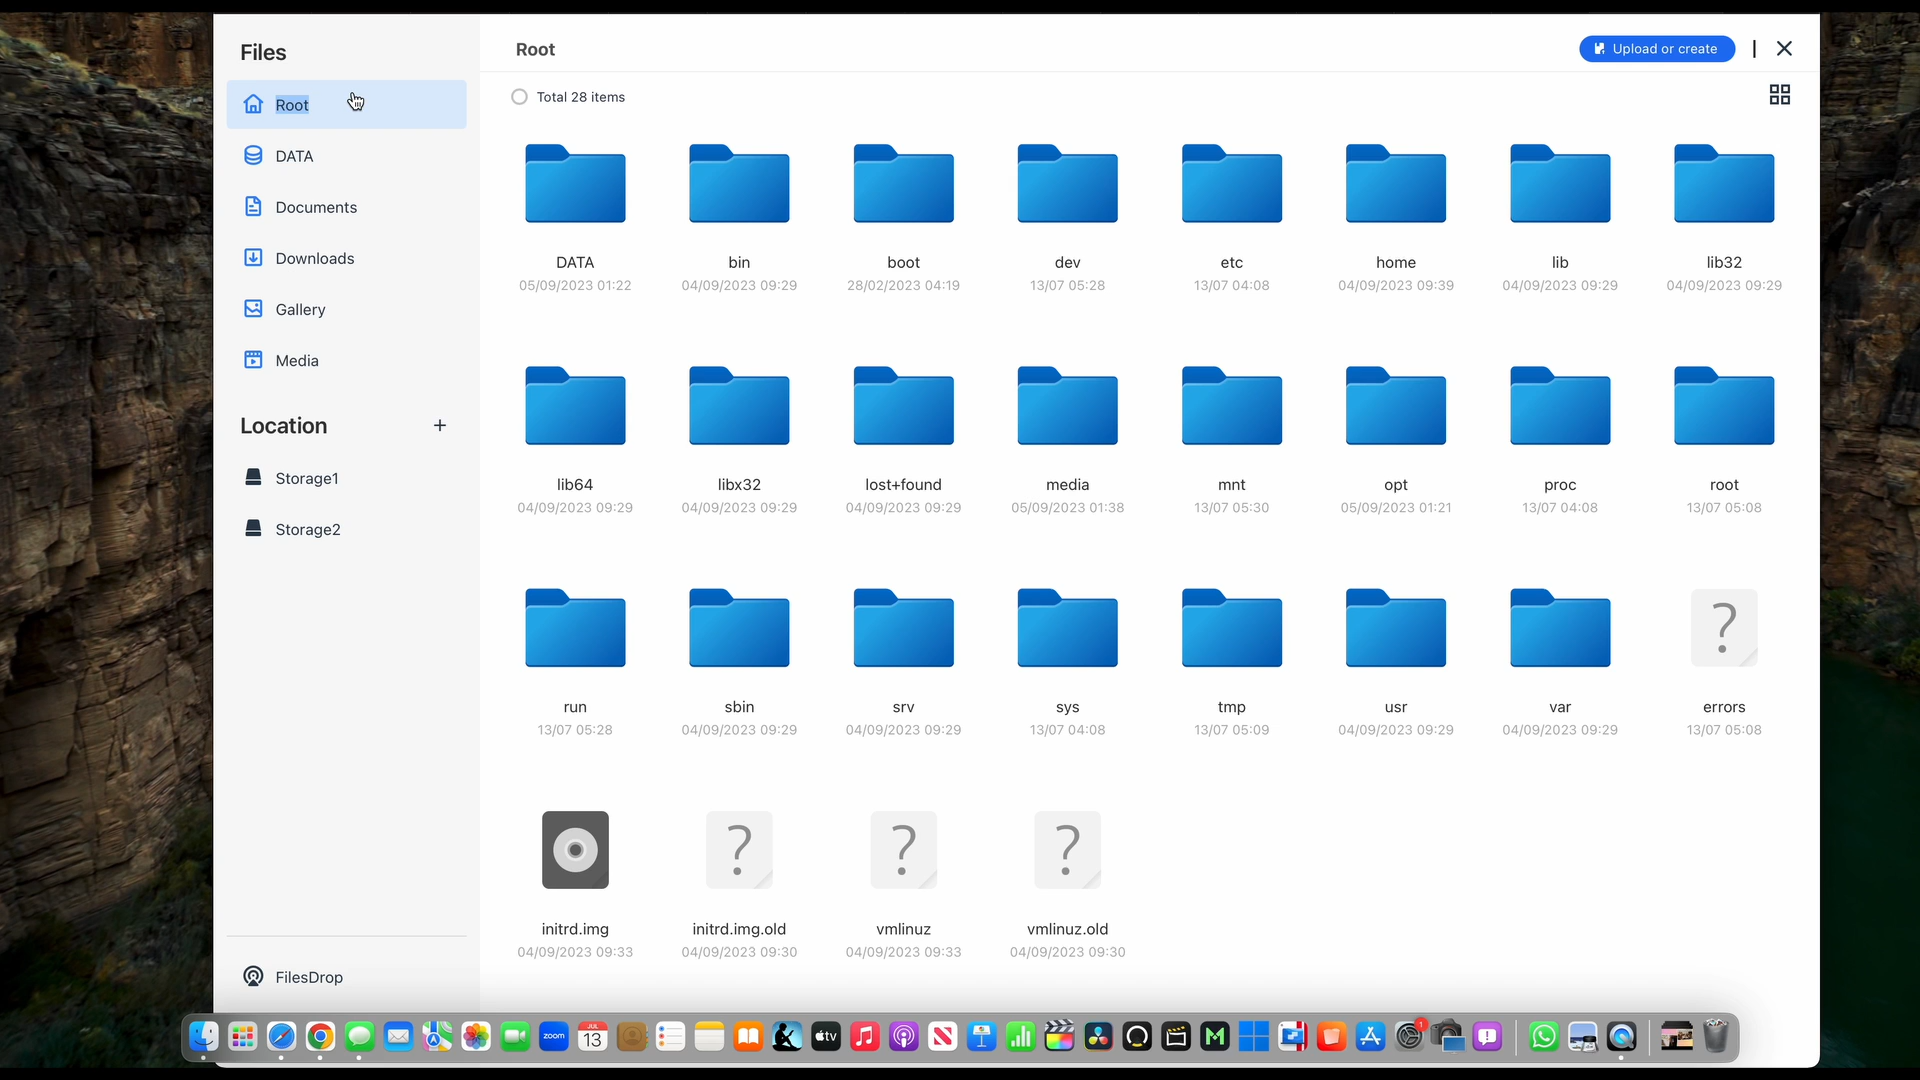 Files
Root
DATA
Documents
Downloads
Gallery
Media
Location +
Storage1
Storage2
FilesDrop
Root
Upload or create
Total 28 items
DATA bin boot dev etc home lib lib32
05/09/2023 01:22 04/09/2023 09:29 28/02/2023 04:19 13/07 05:28 13/07 04:08 04/09/2023 09:39 04/09/2023 09:29 04/09/2023 09:29
lib64 libx32 lost+found media mnt opt proc root
04/09/2023 09:29 04/09/2023 09:29 04/09/2023 09:29 05/09/2023 01:38 13/07 05:30 05/09/2023 01:21 13/07 04:08 13/07 05:08
?
run sbin srv sys tmp usr var errors
13/07 05:28 04/09/2023 09:29 04/09/2023 09:29 13/07 04:08 13/07 05:09 04/09/2023 09:29 04/09/2023 09:29 13/07 05:08
? ? ?
initrd.img initrd.img.old vmlinuz vmlinuz.old
04/09/2023 09:33 04/09/2023 09:30 04/09/2023 09:33 04/09/2023 09:30
zoom JUL 13 tv 1